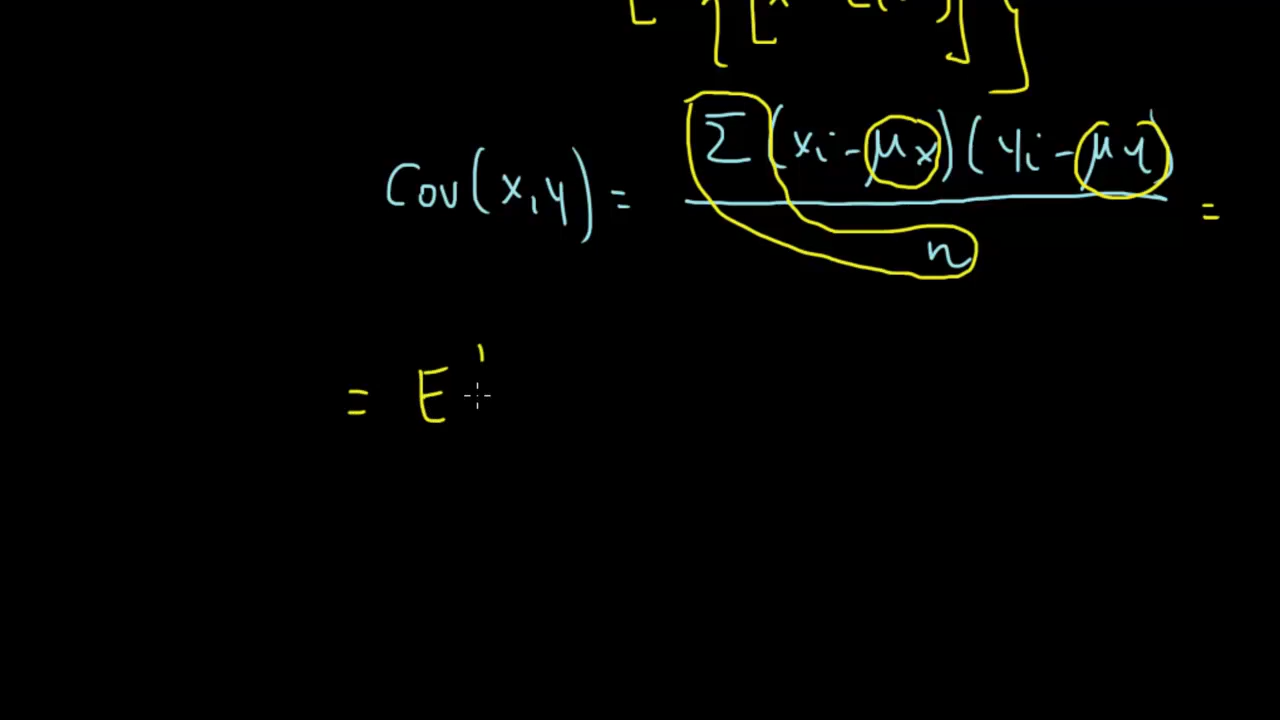 [ { [x - E(x)] } ]
Cov(x,y) = Σ(xi - μx)(yi - μy) / n =
= E